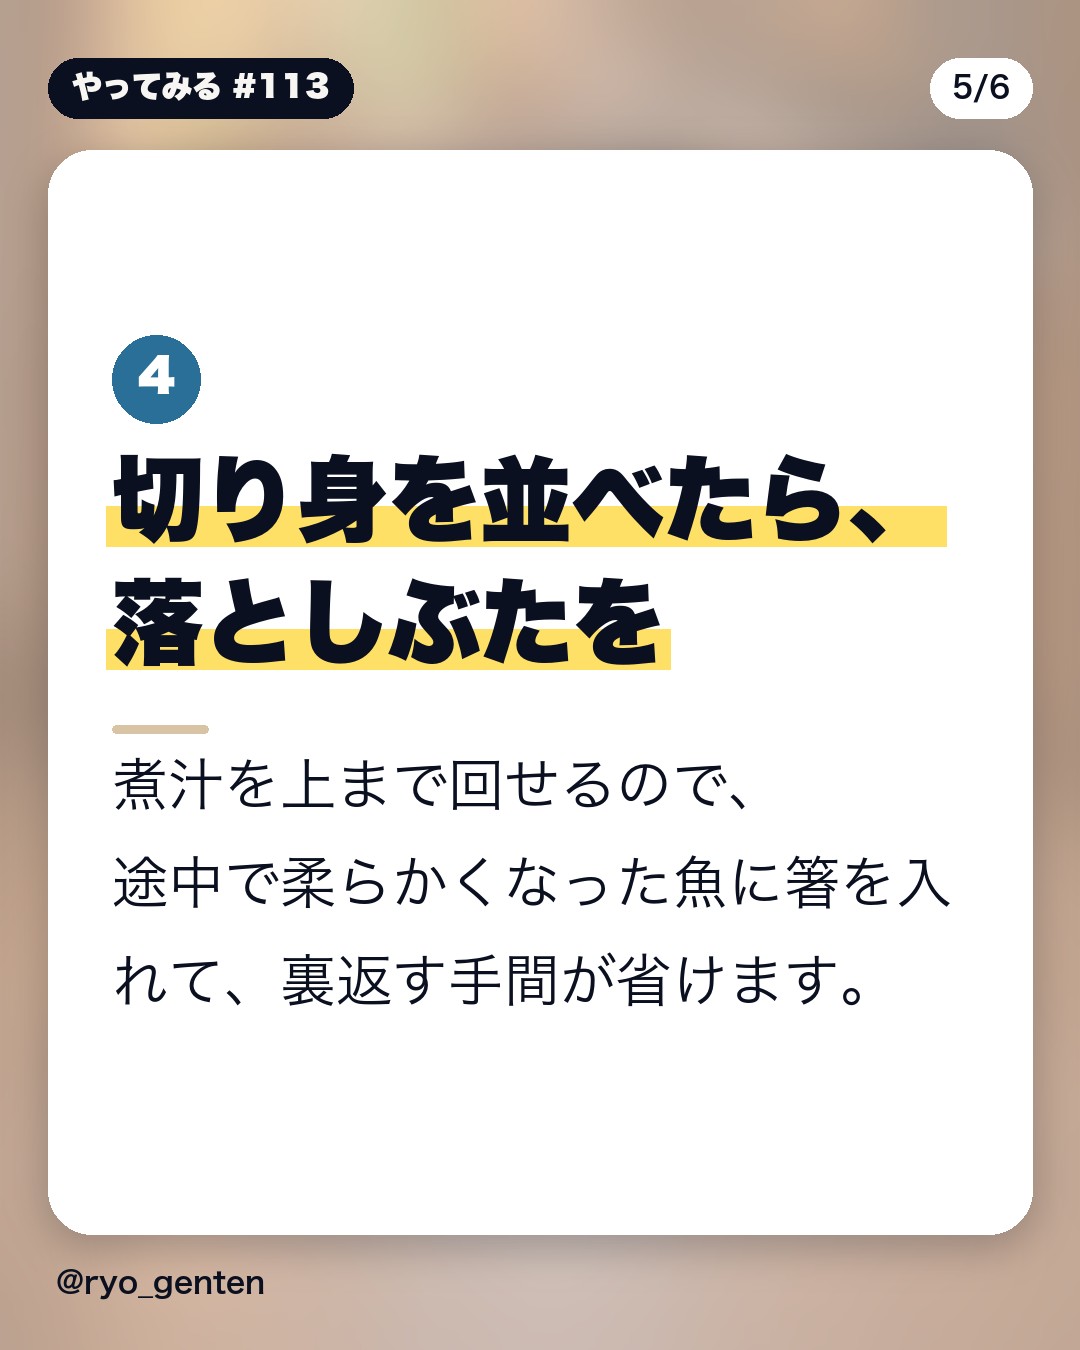 やってみる #113
5/6
4
切り身を並べたら、
落としぶたを
煮汁を上まで回せるので、
途中で柔らかくなった魚に箸を入
れて、裏返す手間が省けます。
@ryo_genten